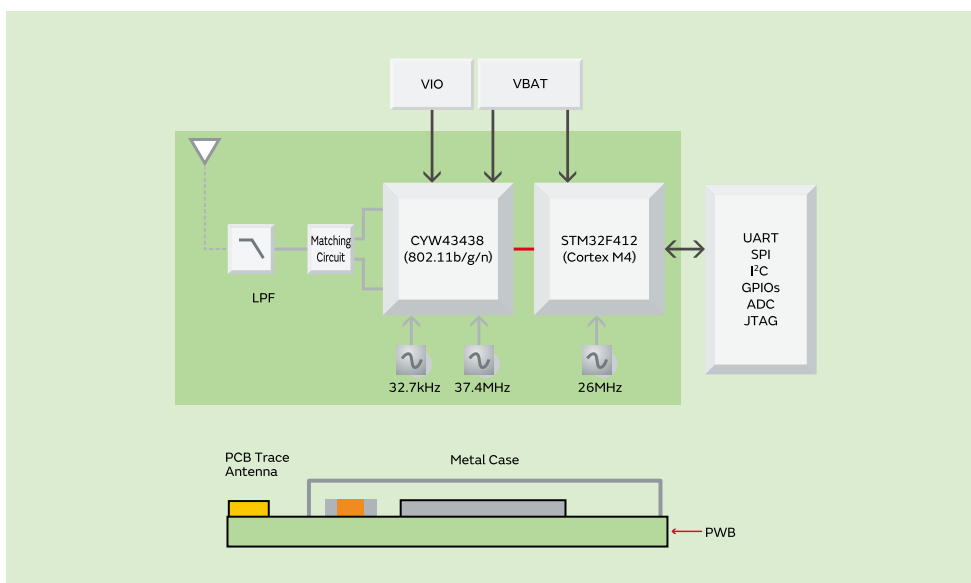 VIO
VBAT
Matching
Circuit
CYW43438
(802.11b/g/n)
STM32F412
(Cortex M4)
UART
SPI
I²C
GPIOs
ADC
JTAG
LPF
32.7kHz
37.4MHz
26MHz
PCB Trace
Antenna
Metal Case
PWB